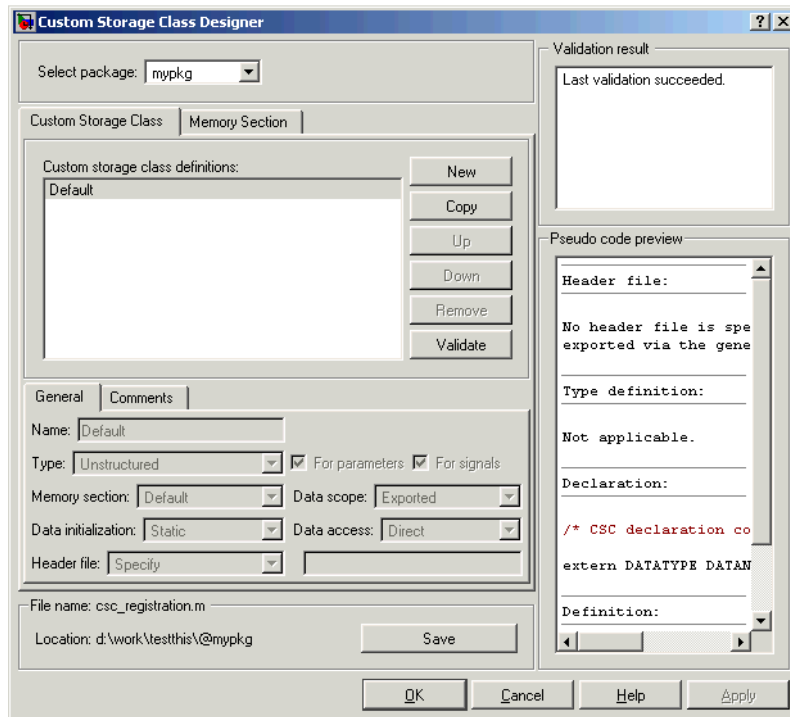 Custom Storage Class Designer
Select package: mypkg
Custom Storage Class
Memory Section
Custom storage class definitions:
Default
New
Copy
Up
Down
Remove
Validate
General
Comments
Name: Default
Type: Unstructured For parameters For signals
Memory section: Default Data scope: Exported
Data initialization: Static Data access: Direct
Header file: Specify
File name: csc_registration.m
Location: d:\work\testthis\@mypkg
Save
Validation result
Last validation succeeded.
Pseudo code preview
Header file:
No header file is spe
exported via the gene
Type definition:
Not applicable.
Declaration:
/* CSC declaration co
extern DATATYPE DATAN
Definition:
OK
Cancel
Help
Apply